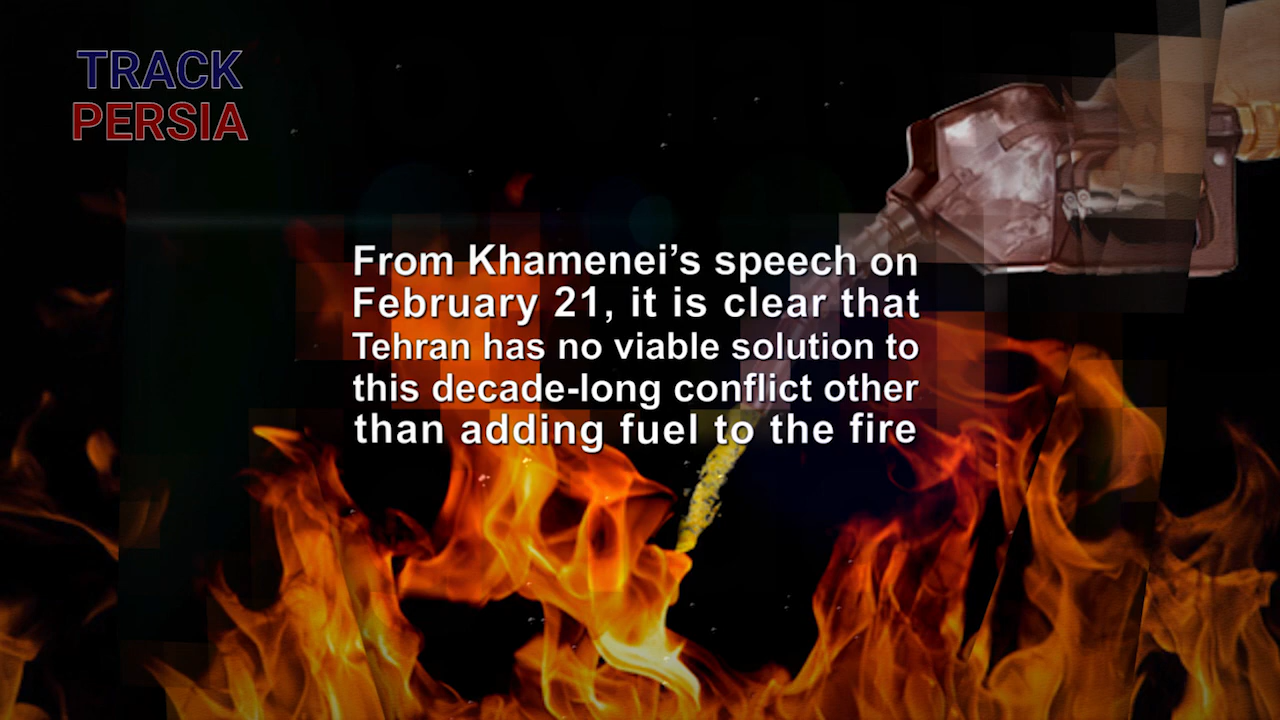 TRACK
PERSIA
From Khamenei’s speech on
February 21, it is clear that
Tehran has no viable solution to
this decade-long conflict other
than adding fuel to the fire